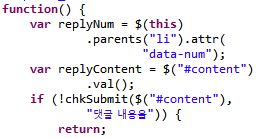 function() {
var replyNum = $(this)
.parents("li").attr(
"data-num");
var replyContent = $("#content")
.val();
if (!chkSubmit($("#content"),
"댓글 내용을")) {
return;